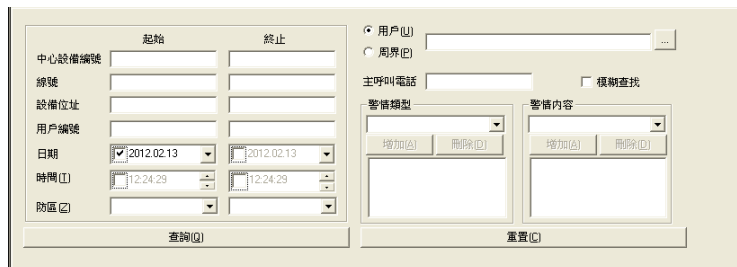 起始 終止
中心設備編號
線號
設備位址
用戶編號
日期 2012.02.13 2012.02.13
時間(T) 12:24:29 12:24:29
防區(Z)
查詢(Q)
用戶(U) ...
周界(P)
主呼叫電話 模糊查找
警情類型 警情內容
增加(A) 刪除(D) 增加(A) 刪除(D)
重置(C)